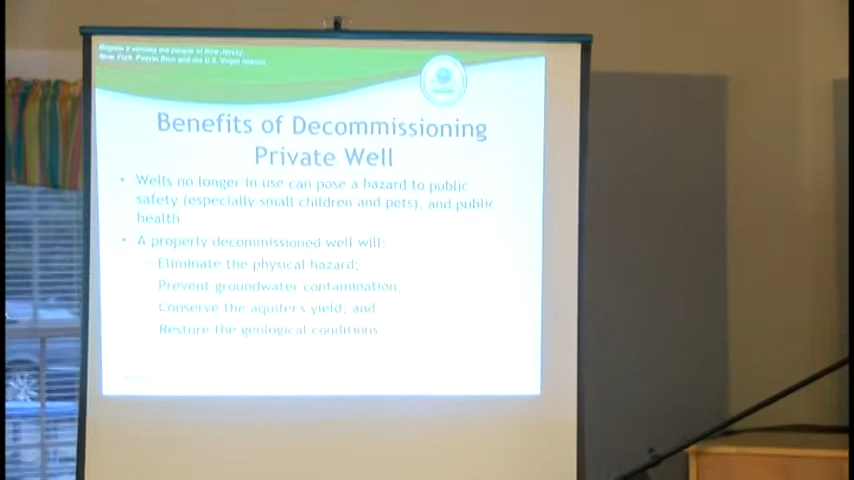 Region 2 serving the people of New Jersey,
New York, Puerto Rico and the U.S. Virgin Islands
Benefits of Decommissioning
Private Well
• Wells no longer in use can pose a hazard to public
safety (especially small children and pets), and public
health
• A properly decommissioned well will:
Eliminate the physical hazard;
Prevent groundwater contamination;
Conserve the aquifer's yield; and
Restore the geological conditions